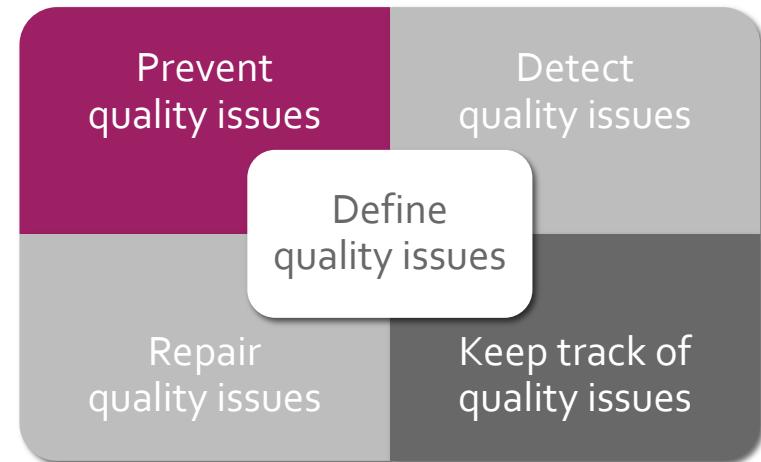 Prevent
quality issues
Detect
quality issues
Define
quality issues
Repair
quality issues
Keep track of
quality issues